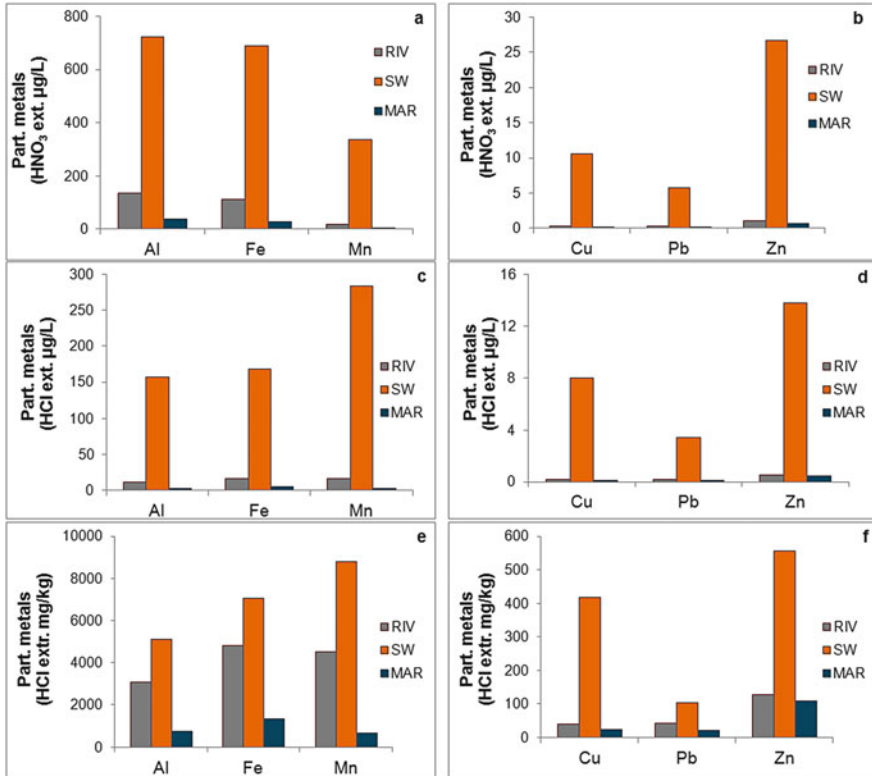 a
Part. metals
(HNO₃ ext. µg/L)
800
600
400
200
0
Al Fe Mn
RIV
SW
MAR
b
Part. metals
(HNO₃ ext. µg/L)
30
25
20
15
10
5
0
Cu Pb Zn
RIV
SW
MAR
c
Part. metals
(HCl ext. µg/L)
300
250
200
150
100
50
0
Al Fe Mn
RIV
SW
MAR
d
Part. metals
(HCl ext. µg/L)
16
12
8
4
0
Cu Pb Zn
RIV
SW
MAR
e
Part. metals
(HCl extr. mg/kg)
10000
8000
6000
4000
2000
0
Al Fe Mn
RIV
SW
MAR
f
Part. metals
(HCl extr. mg/kg)
600
500
400
300
200
100
0
Cu Pb Zn
RIV
SW
MAR